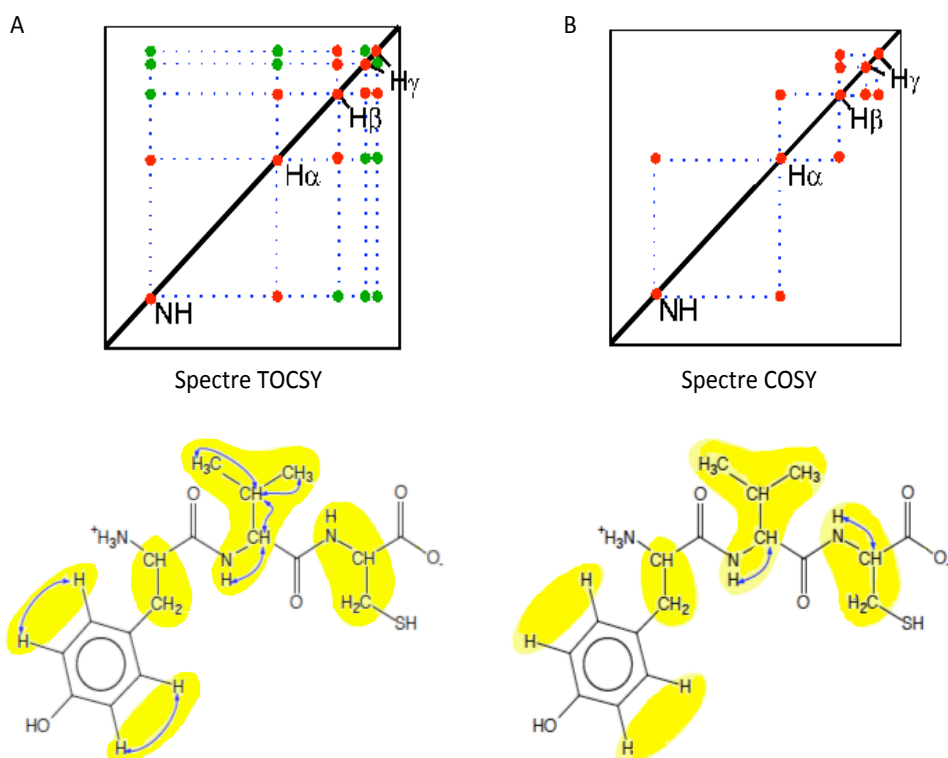 A
B
Hγ
Hβ
Hα
NH
Hγ
Hβ
Hα
NH
Spectre TOCSY
Spectre COSY
H₃C
CH₃
CH
O
H
O
⁺H₃N
CH
N
CH
N
CH
O-
H
CH₂
O
H₂C
SH
H
H
H
H
HO
H₃C
CH₃
CH
O
H
O
⁺H₃N
CH
N
CH
N
CH
O-
H
CH₂
O
H₂C
SH
H
H
H
H
HO